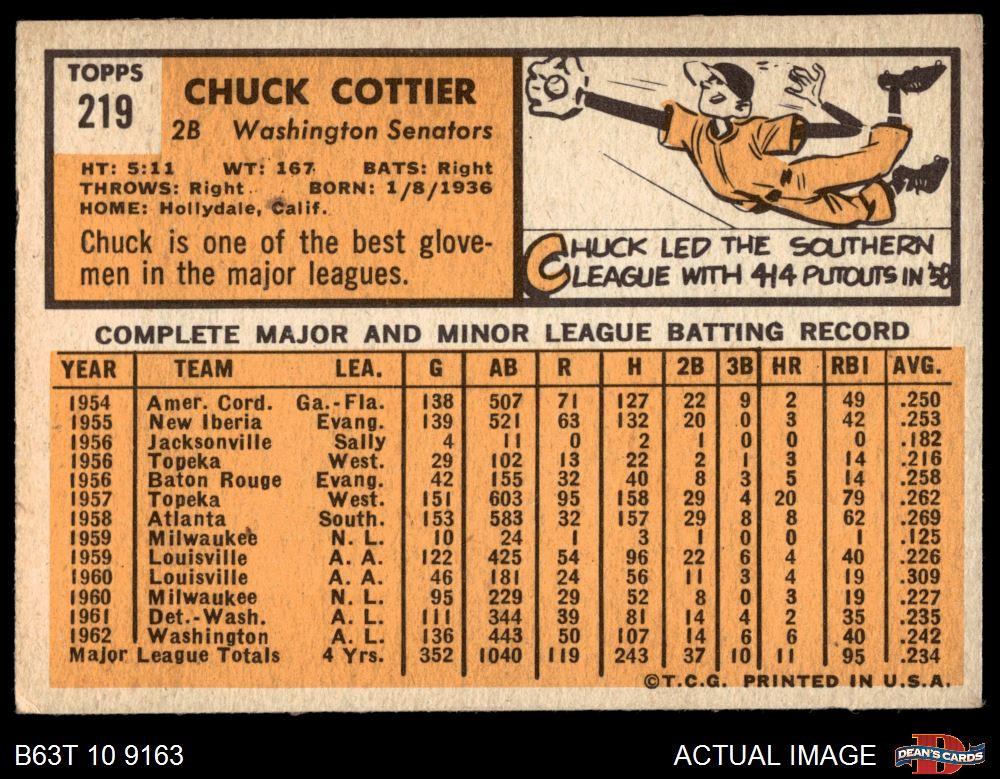 TOPPS
219
CHUCK COTTIER
2B Washington Senators
HT: 5:11 WT: 167 BATS: Right
THROWS: Right BORN: 1/8/1936
HOME: Hollydale, Calif.
Chuck is one of the best glove-
men in the major leagues.
CHUCK LED THE SOUTHERN
LEAGUE WITH 414 PUTOUTS IN '58
COMPLETE MAJOR AND MINOR LEAGUE BATTING RECORD
YEAR TEAM LEA. G AB R H 2B 3B HR RBI AVG.
1954 Amer. Cord. Ga.-Fla. 138 507 71 127 22 9 2 49 .250
1955 New Iberia Evang. 139 521 63 132 20 0 3 42 .253
1956 Jacksonville Sally 4 11 0 2 1 0 0 0 .182
1956 Topeka West. 29 102 13 22 2 1 3 14 .216
1956 Baton Rouge Evang. 42 155 32 40 8 3 5 14 .258
1957 Topeka West. 151 603 95 158 29 4 20 79 .262
1958 Atlanta South. 153 583 32 157 29 8 8 62 .269
1959 Milwaukee N. L. 10 24 1 3 1 0 0 1 .125
1959 Louisville A. A. 122 425 54 96 22 6 4 40 .226
1960 Louisville A. A. 46 181 24 56 11 3 4 19 .309
1960 Milwaukee N. L. 95 229 29 52 8 0 3 19 .227
1961 Det.-Wash. A. L. 111 344 39 81 14 4 2 35 .235
1962 Washington A. L. 136 443 50 107 14 6 6 40 .242
Major League Totals 4 Yrs. 352 1040 119 243 37 10 11 95 .234
©T.C.G. PRINTED IN U.S.A.
B63T 10 9163
ACTUAL IMAGE
DEAN'S CARDS